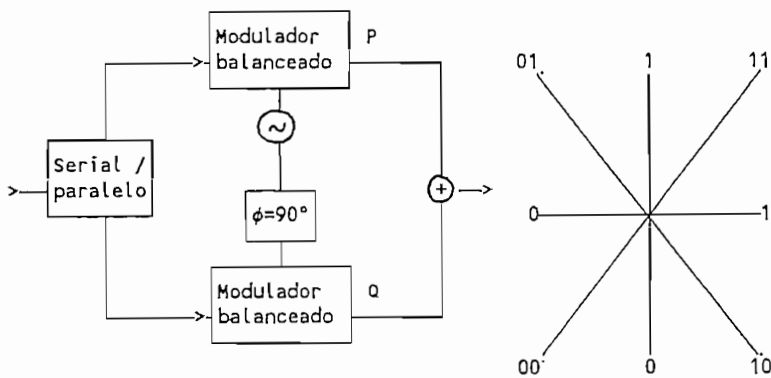 Modulador
balanceado
P
Serial /
paralelo
~
φ=90°
+
Modulador
balanceado
Q
01
1
11
0
1
00
0
10